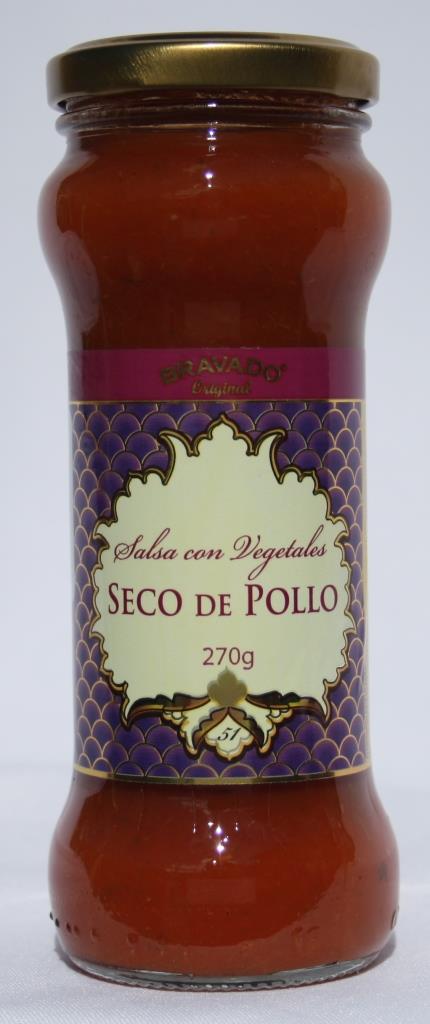 BRAVADO®
Original
Salsa con Vegetales
SECO DE POLLO
270g
51